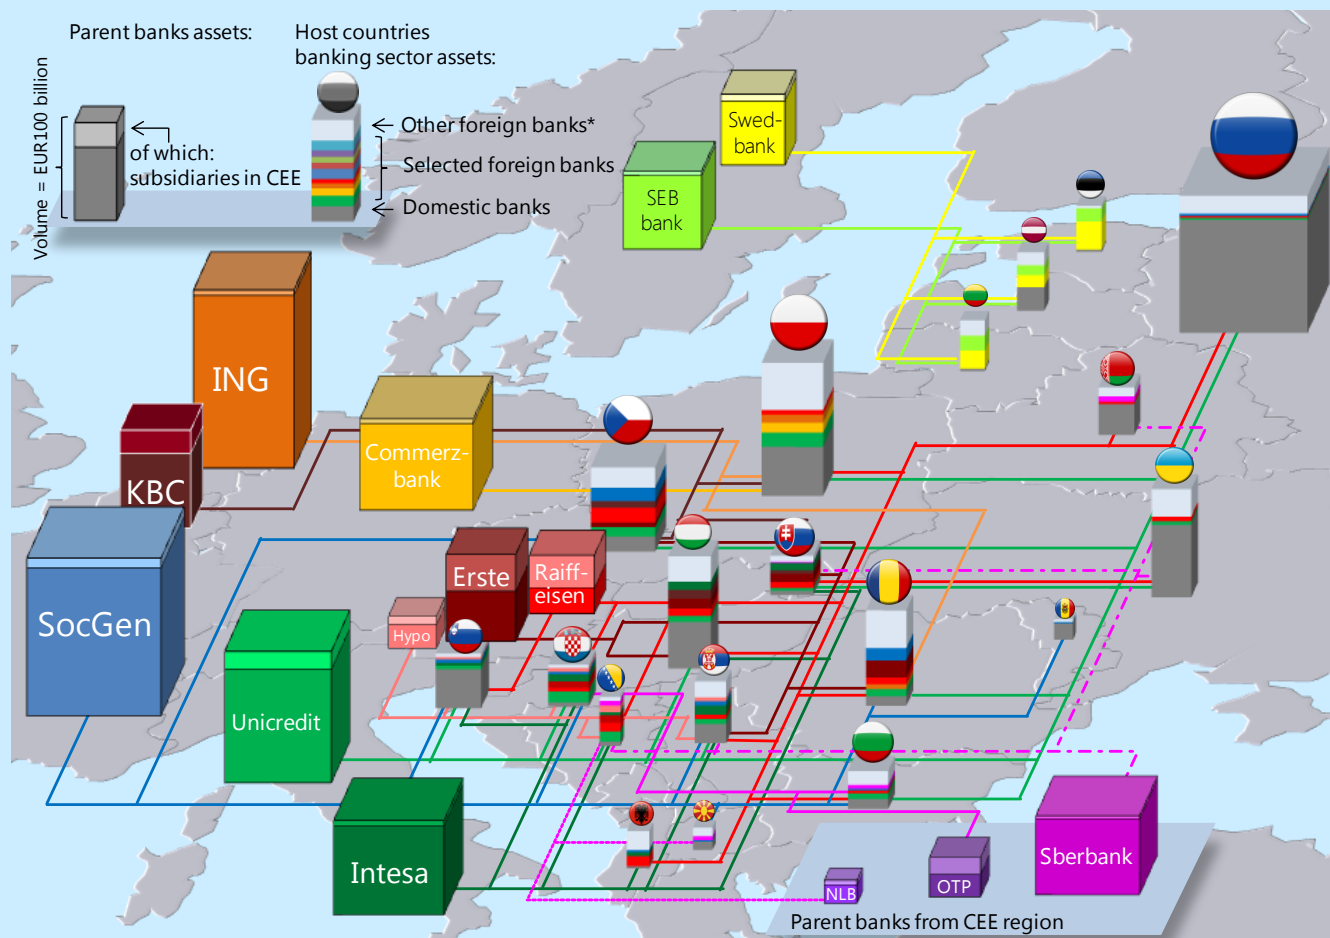 Parent banks assets:
Host countries
banking sector assets:
Volume = EUR100 billion
of which:
subsidiaries in CEE
Other foreign banks*
Selected foreign banks
Domestic banks
Swed-
bank
SEB
bank
ING
Commerz-
bank
KBC
SocGen
Erste
Raiff-
eisen
Hypo
Unicredit
Intesa
Sberbank
OTP
NLB
Parent banks from CEE region